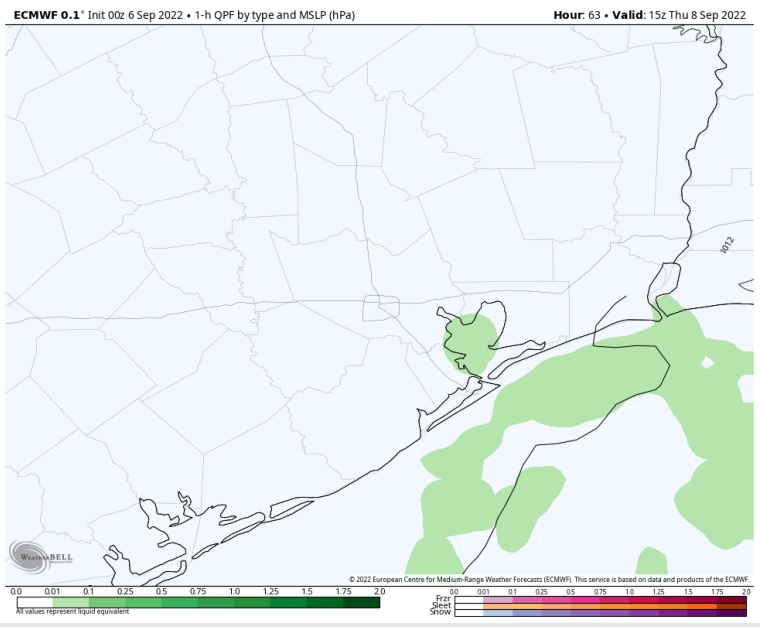 ECMWF 0.1° Init 00z 6 Sep 2022 • 1-h QPF by type and MSLP (hPa)
Hour: 63 • Valid: 15z Thu 8 Sep 2022
1012
WEATHERBELL
© 2022 European Centre for Medium-Range Weather Forecasts (ECMWF). This service is based on data and products of the ECMWF.
0.0 0.01 0.1 0.25 0.5 0.75 1.0 1.25 1.5 1.75 2.0
All values represent liquid equivalent
0.0 0.01 0.1 0.25 0.5 0.75 1.0 1.25 1.5 1.75 2.0
Frzr
Sleet
Snow